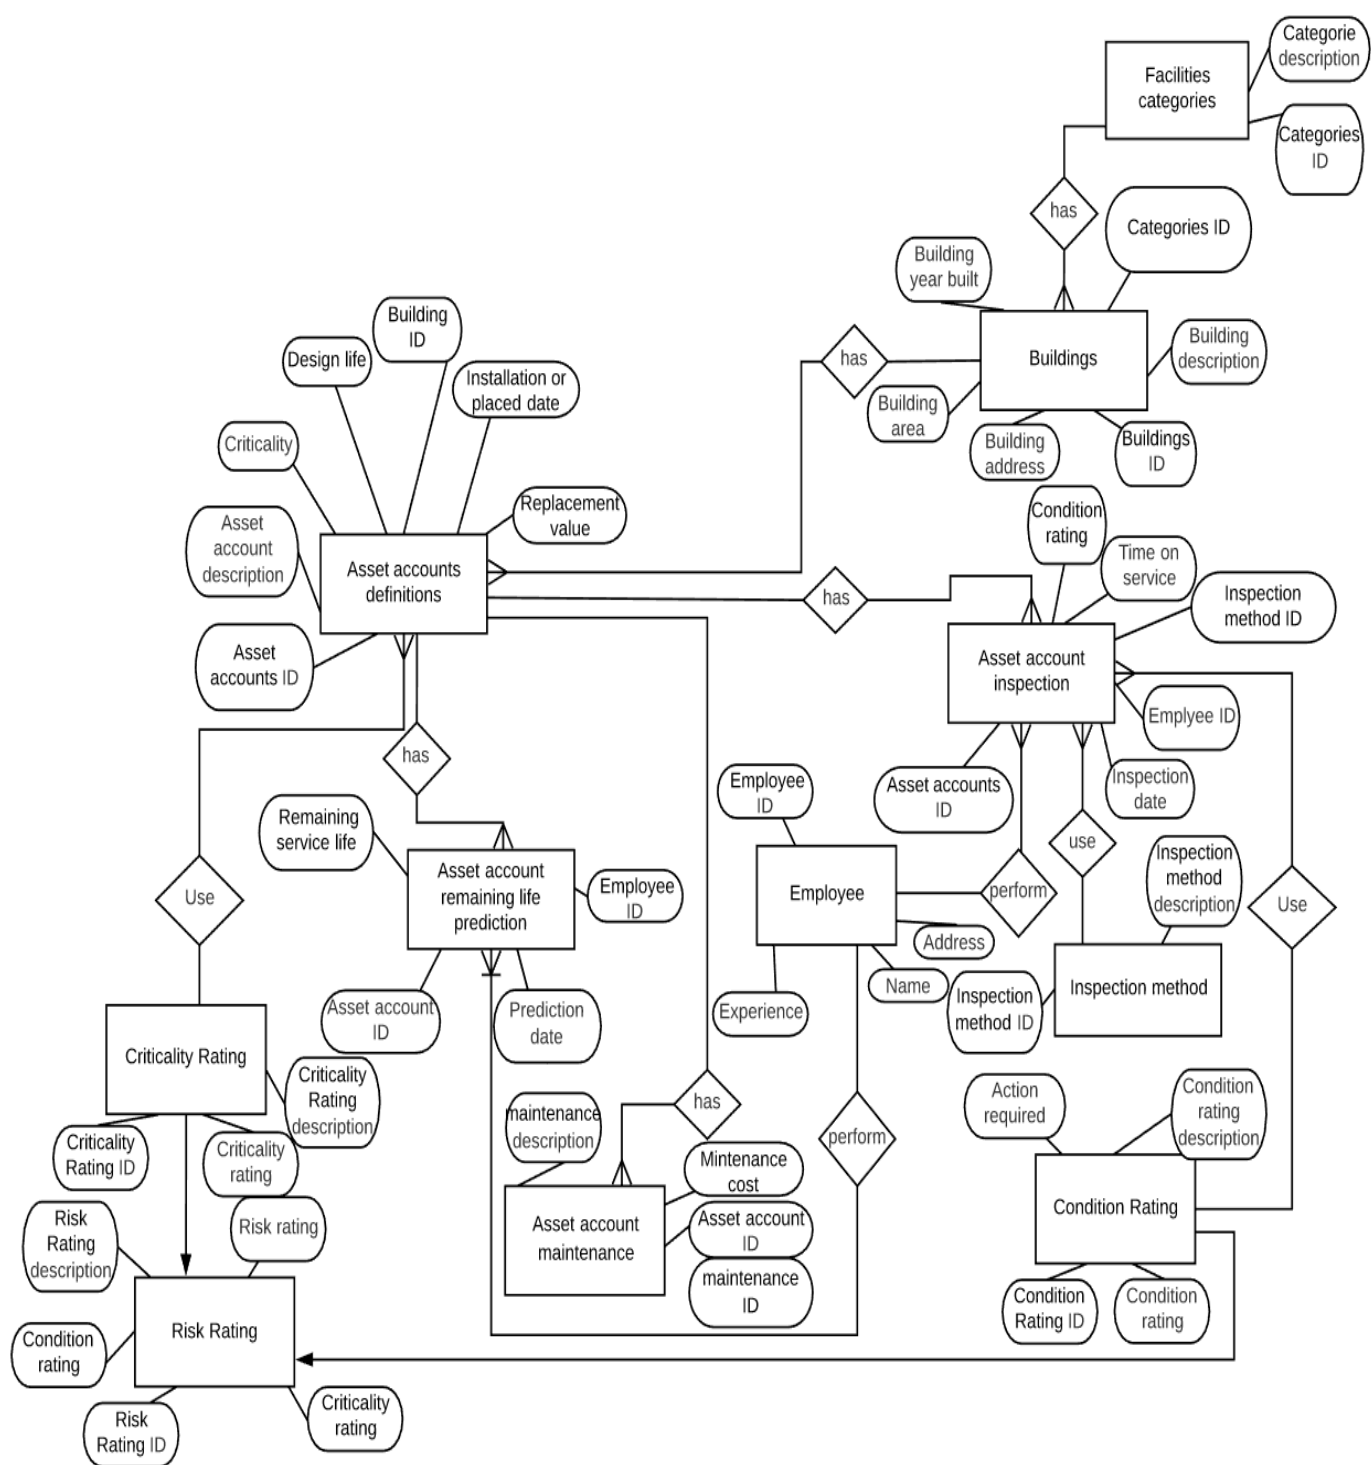 Categorie
description
Facilities
categories
Categories
ID
has
Categories ID
Building
year built
Building
ID
Design life
Installation or
placed date
has
Buildings
Building
description
Building
area
Building
address
Buildings
ID
Criticality
Asset
account
description
Replacement
value
Condition
rating
Time on
service
Asset accounts
definitions
has
Inspection
method ID
Asset
accounts ID
Asset account
inspection
Emplyee ID
has
Employee
ID
Asset accounts
ID
Inspection
date
Remaining
service life
use
Inspection
method
description
Use
Asset account
remaining life
prediction
Employee
ID
Employee
perform
Use
Address
Name
Asset account
ID
Prediction
date
Experience
Inspection
method ID
Inspection method
Criticality Rating
Criticality
Rating
description
maintenance
description
has
perform
Action
required
Condition
rating
description
Criticality
Rating ID
Criticality
rating
Mintenance
cost
Risk
Rating
description
Risk rating
Asset account
maintenance
Asset account
ID
maintenance
ID
Condition Rating
Condition
Rating ID
Condition
rating
Risk Rating
Condition
rating
Risk
Rating ID
Criticality
rating